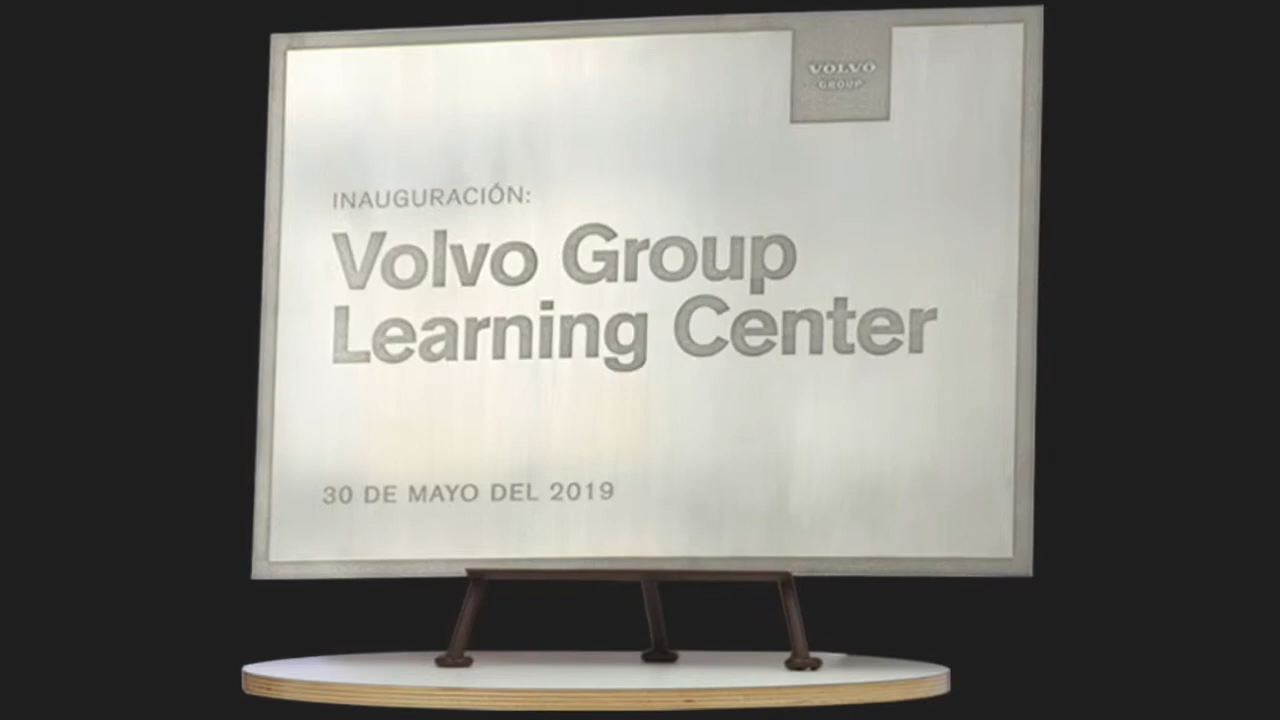 VOLVO
GROUP
INAUGURACIÓN:
Volvo Group
Learning Center
30 DE MAYO DEL 2019